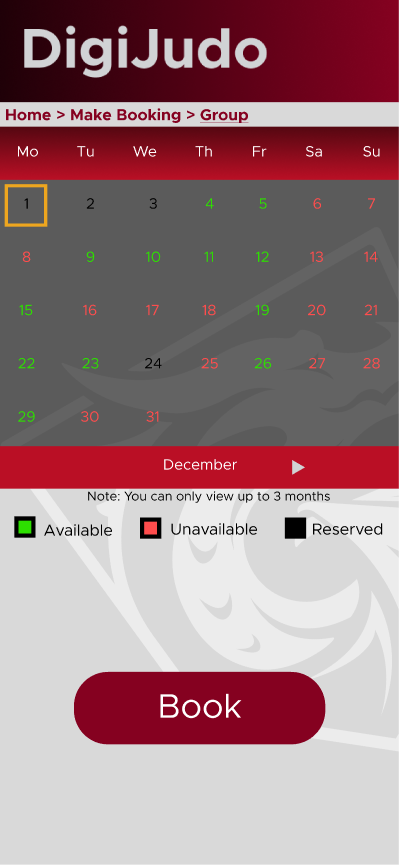 DigiJudo
Home > Make Booking > Group
Mo Tu We Th Fr Sa Su
1 2 3 4 5 6 7
8 9 10 11 12 13 14
15 16 17 18 19 20 21
22 23 24 25 26 27 28
29 30 31
December
Note: You can only view up to 3 months
Available Unavailable Reserved
Book